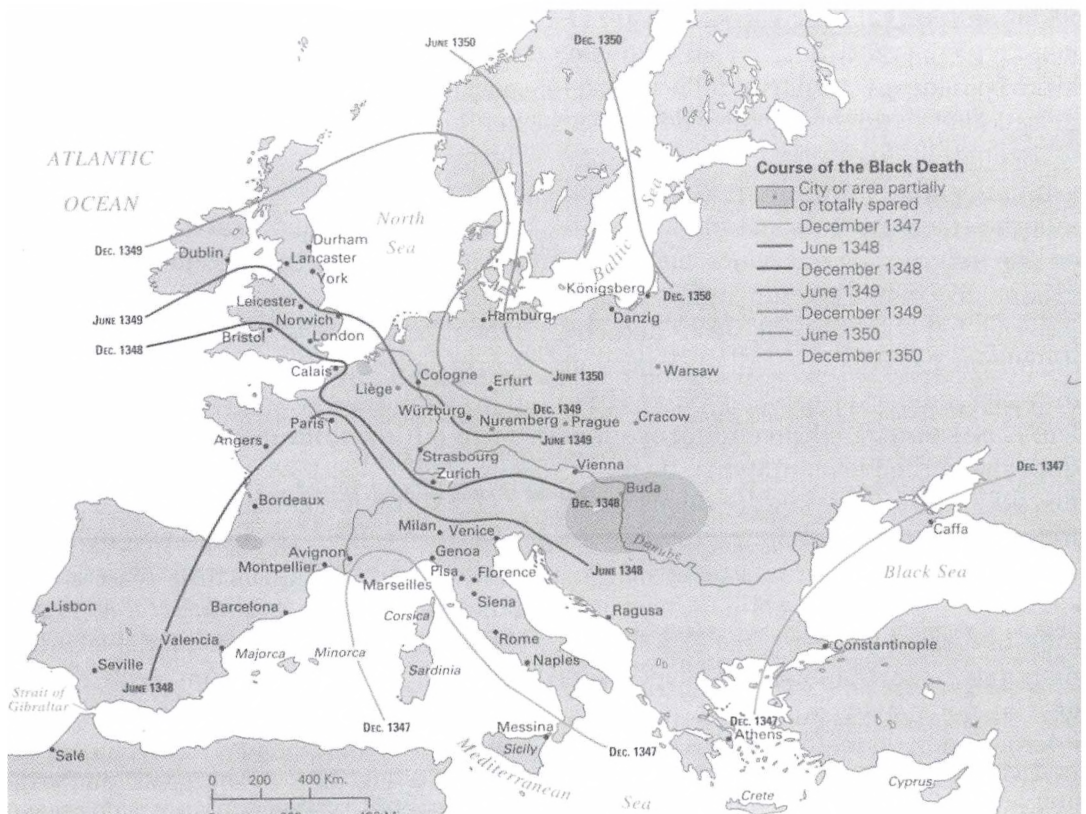 JUNE 1350
DEC. 1350
ATLANTIC
OCEAN
North
Sea
Baltic
Sea
Course of the Black Death
City or area partially
or totally spared
December 1347
June 1348
December 1348
June 1349
December 1349
June 1350
December 1350
DEC. 1349
Dublin
Durham
Lancaster
York
JUNE 1349
Leicester
Norwich
DEC. 1348
Bristol
London
Calais
Königsberg
DEC. 1350
Hamburg
Danzig
Cologne
Liège
Erfurt
JUNE 1350
Warsaw
Würzburg
DEC. 1349
Nuremberg
Prague
Cracow
JUNE 1349
Paris
Angers
Strasbourg
Zurich
Vienna
Buda
DEC. 1348
DEC. 1347
Caffa
Bordeaux
Milan
Venice
Danube
Avignon
Genoa
JUNE 1348
Black Sea
Montpellier
Marseilles
Pisa
Florence
Siena
Lisbon
Barcelona
Corsica
Ragusa
Valencia
Majorca
Minorca
Rome
Constantinople
Seville
Sardinia
Naples
JUNE 1348
Strait of
Gibraltar
DEC. 1347
Messina
Sicily
DEC. 1347
DEC. 1347
Athens
Salé
Mediterranean
Sea
Crete
Cyprus
0 200 400 Km.